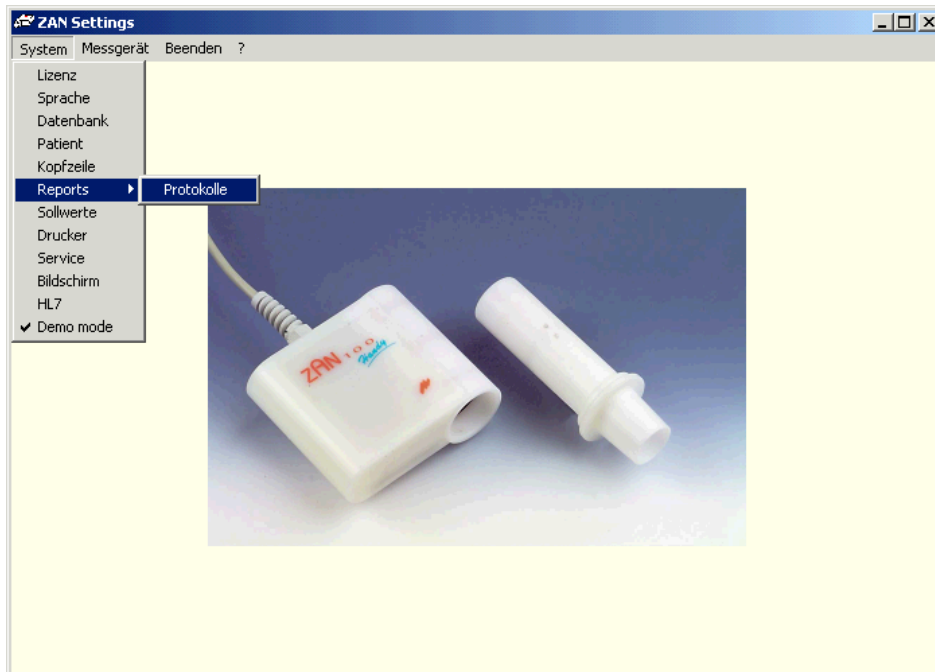 ZAN Settings
System Messgerät Beenden ?
Lizenz
Sprache
Datenbank
Patient
Kopfzeile
Reports Protokolle
Sollwerte
Drucker
Service
Bildschirm
HL7
Demo mode
ZAN 100
Handy